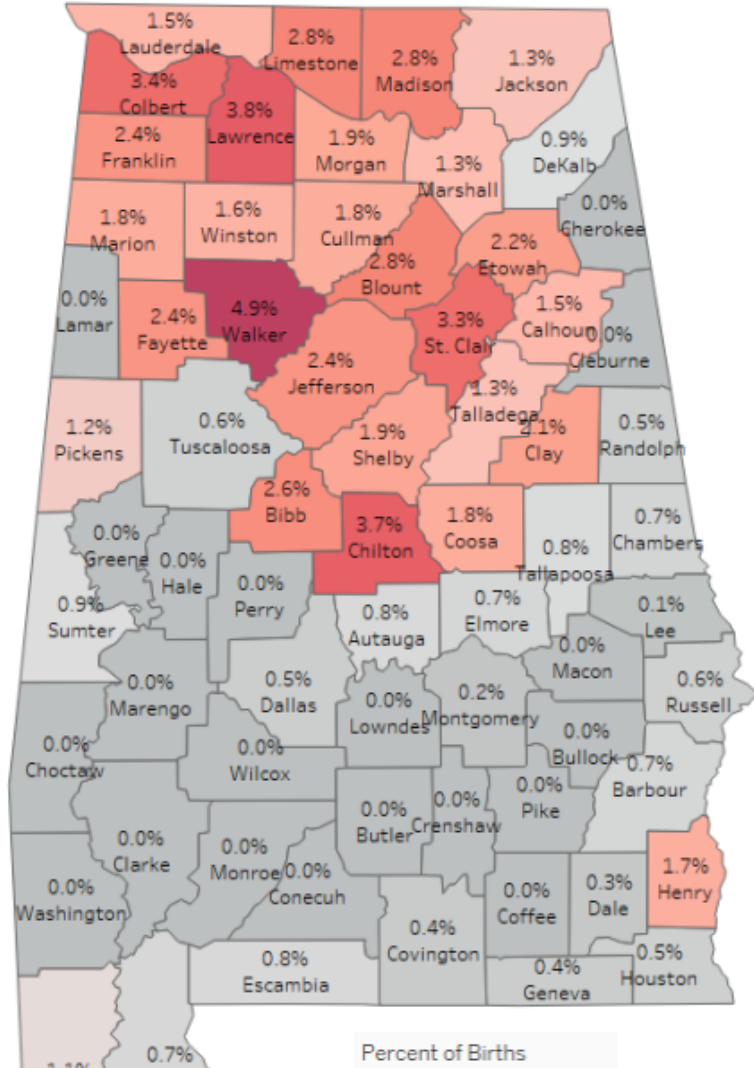 1.5%
Lauderdale
2.8%
Limestone
2.8%
Madison
1.3%
Jackson
3.4%
Colbert
3.8%
Lawrence
2.4%
Franklin
1.9%
Morgan
1.3%
Marshall
0.9%
DeKalb
0.0%
Cherokee
1.8%
Marion
1.6%
Winston
1.8%
Cullman
2.8%
Blount
2.2%
Etowah
0.0%
Lamar
2.4%
Fayette
4.9%
Walker
2.4%
Jefferson
3.3%
St. Clair
1.5%
Calhoun
0.0%
Cleburne
1.2%
Pickens
0.6%
Tuscaloosa
1.9%
Shelby
1.3%
Talladega
2.1%
Clay
0.5%
Randolph
0.0%
Greene
0.0%
Hale
2.6%
Bibb
3.7%
Chilton
1.8%
Coosa
0.8%
Tallapoosa
0.7%
Chambers
0.9%
Sumter
0.0%
Perry
0.8%
Autauga
0.7%
Elmore
0.1%
Lee
0.0%
Marengo
0.5%
Dallas
0.0%
Lowndes
0.2%
Montgomery
0.0%
Macon
0.6%
Russell
0.0%
Choctaw
0.0%
Wilcox
0.0%
Bullock
0.7%
Barbour
0.0%
Clarke
0.0%
Monroe
0.0%
Butler
0.0%
Crenshaw
0.0%
Pike
1.7%
Henry
0.0%
Washington
0.0%
Conecuh
0.4%
Covington
0.0%
Coffee
0.3%
Dale
0.8%
Escambia
0.4%
Geneva
0.5%
Houston
0.7%
Percent of Births